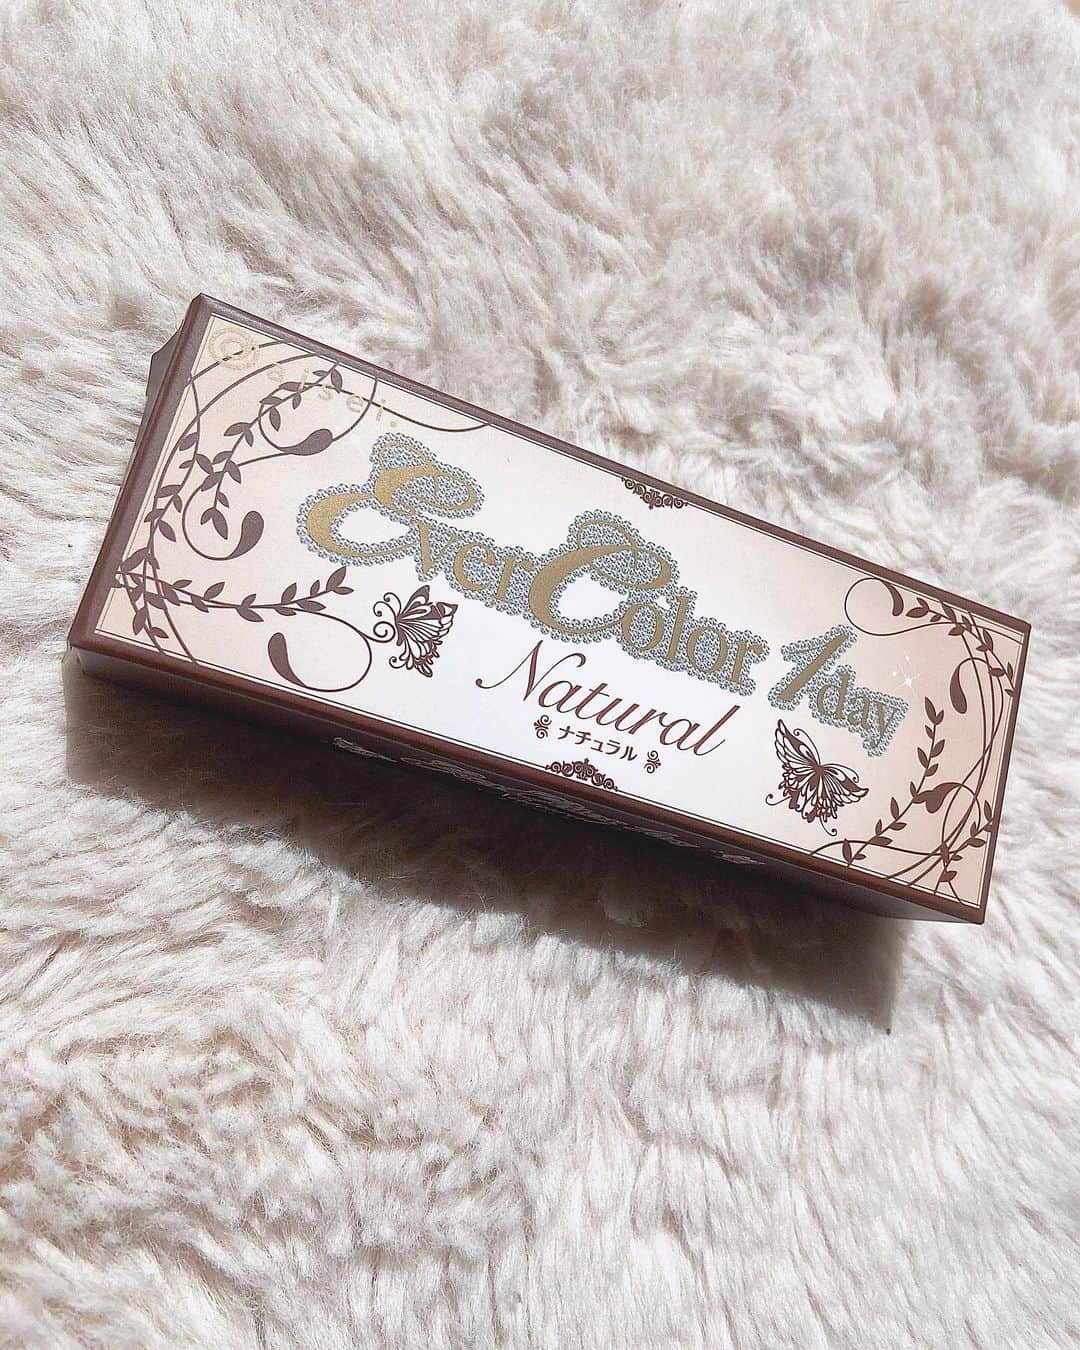 Aisei.
EverColor 1day
Natural
ナチュラル